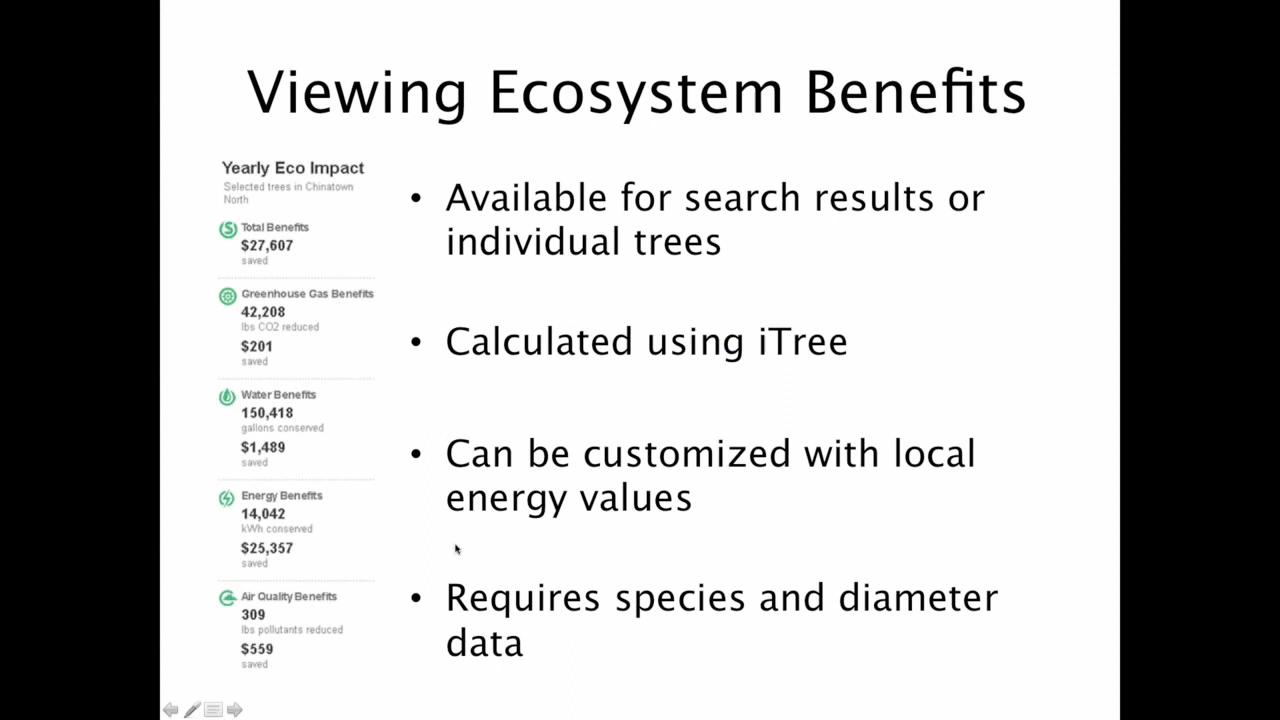 Viewing Ecosystem Benefits
Yearly Eco Impact
Selected trees in Chinatown
North
Total Benefits
$27,607
saved
Greenhouse Gas Benefits
42,208
lbs CO2 reduced
$201
saved
Water Benefits
150,418
gallons conserved
$1,489
saved
Energy Benefits
14,042
kWh conserved
$25,357
saved
Air Quality Benefits
309
lbs pollutants reduced
$559
saved
• Available for search results or
individual trees
• Calculated using iTree
• Can be customized with local
energy values
• Requires species and diameter
data